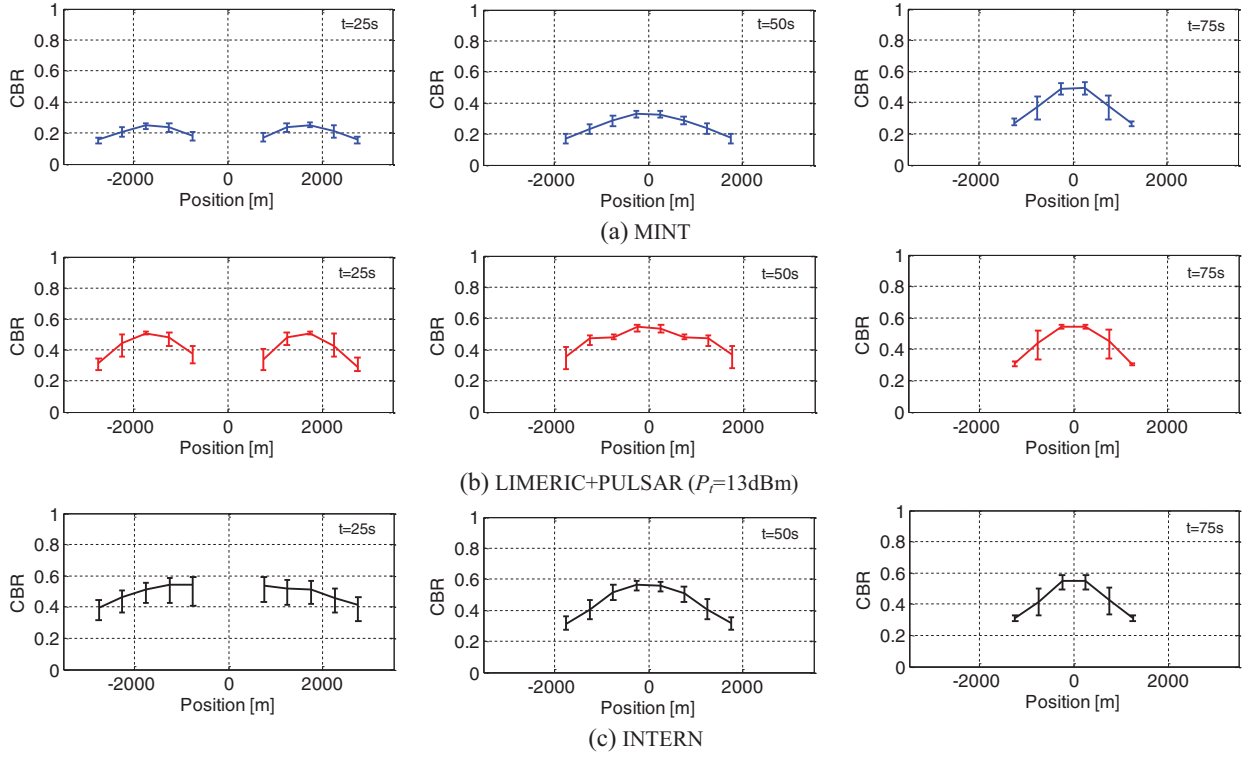 1
0.8
0.6
0.4
0.2
0
CBR
t=25s
-2000 0 2000
Position [m]
1
0.8
0.6
0.4
0.2
0
CBR
t=50s
-2000 0 2000
Position [m]
1
0.8
0.6
0.4
0.2
0
CBR
t=75s
-2000 0 2000
Position [m]
(a) MINT
1
0.8
0.6
0.4
0.2
0
CBR
t=25s
-2000 0 2000
Position [m]
1
0.8
0.6
0.4
0.2
0
CBR
t=50s
-2000 0 2000
Position [m]
1
0.8
0.6
0.4
0.2
0
CBR
t=75s
-2000 0 2000
Position [m]
(b) LIMERIC+PULSAR (Pt=13dBm)
1
0.8
0.6
0.4
0.2
0
CBR
t=25s
-2000 0 2000
Position [m]
1
0.8
0.6
0.4
0.2
0
CBR
t=50s
-2000 0 2000
Position [m]
1
0.8
0.6
0.4
0.2
0
CBR
t=75s
-2000 0 2000
Position [m]
(c) INTERN